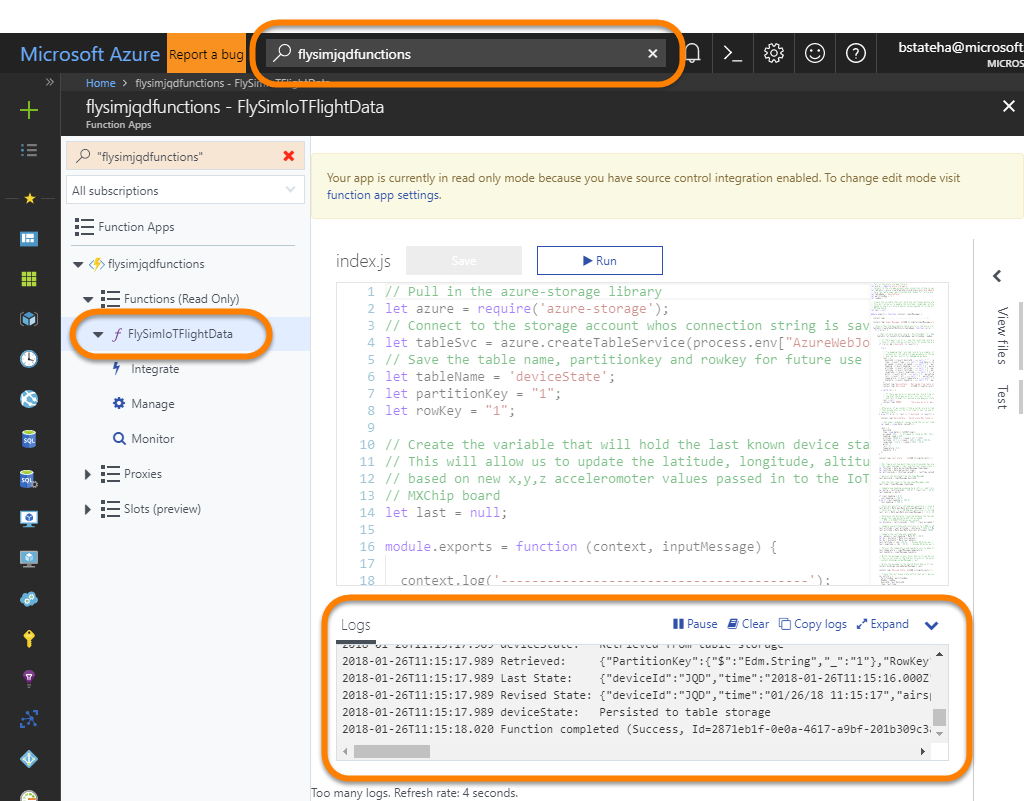 Microsoft Azure
Report a bug
flysimjqdfunctions
bstateha@microsoft
MICROS
Home > flysimjqdfunctions - FlySimIoTFlightData
flysimjqdfunctions - FlySimIoTFlightData
Function Apps
"flysimjqdfunctions"
All subscriptions
Function Apps
flysimjqdfunctions
Functions (Read Only)
FlySimIoTFlightData
Integrate
Manage
Monitor
Proxies
Slots (preview)
Your app is currently in read only mode because you have source control integration enabled. To change edit mode visit
function app settings.
index.js
Save
Run
1 // Pull in the azure-storage library
2 let azure = require('azure-storage');
3 // Connect to the storage account whos connection string is sav
4 let tableSvc = azure.createTableService(process.env["AzureWebJo
5 // Save the table name, partitionkey and rowkey for future use
6 let tableName = 'deviceState';
7 let partitionKey = "1";
8 let rowKey = "1";
9
10 // Create the variable that will hold the last known device sta
11 // This will allow us to update the latitude, longitude, altitu
12 // based on new x,y,z acceleromoter values passed in to the IoT
13 // MXChip board
14 let last = null;
15
16 module.exports = function (context, inputMessage) {
17
18 context.log('----------------------------------------');
View files
Test
Logs
Pause
Clear
Copy logs
Expand
2018-01-26T11:15:17.989 deviceState: Retrieved from table storage
2018-01-26T11:15:17.989 Retrieved: {"PartitionKey":{"$":"Edm.String","_":"1"},"RowKey"
2018-01-26T11:15:17.989 Last State: {"deviceId":"JQD","time":"2018-01-26T11:15:16.000Z"
2018-01-26T11:15:17.989 Revised State: {"deviceId":"JQD","time":"01/26/18 11:15:17","airsp
2018-01-26T11:15:17.989 deviceState: Persisted to table storage
2018-01-26T11:15:18.020 Function completed (Success, Id=2871eb1f-0e0a-4617-a9bf-201b309c3
Too many logs. Refresh rate: 4 seconds.